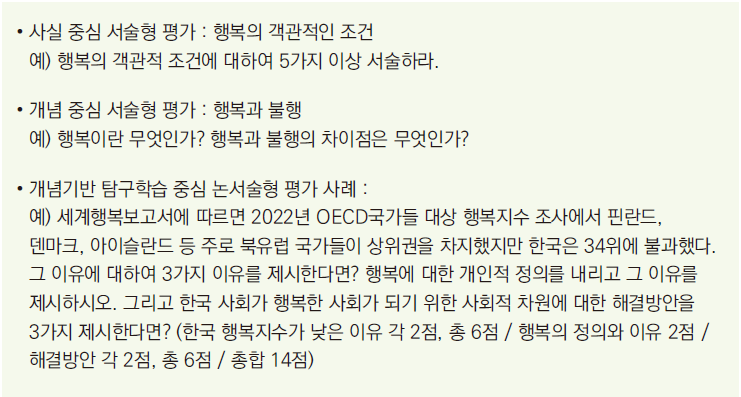 • 사실 중심 서술형 평가 : 행복의 객관적인 조건
예) 행복의 객관적 조건에 대하여 5가지 이상 서술하라.
• 개념 중심 서술형 평가 : 행복과 불행
예) 행복이란 무엇인가? 행복과 불행의 차이점은 무엇인가?
• 개념기반 탐구학습 중심 논서술형 평가 사례 :
예) 세계행복보고서에 따르면 2022년 OECD국가들 대상 행복지수 조사에서 핀란드,
덴마크, 아이슬란드 등 주로 북유럽 국가들이 상위권을 차지했지만 한국은 34위에 불과했다.
그 이유에 대하여 3가지 이유를 제시한다면? 행복에 대한 개인적 정의를 내리고 그 이유를
제시하시오. 그리고 한국 사회가 행복한 사회가 되기 위한 사회적 차원에 대한 해결방안을
3가지 제시한다면? (한국 행복지수가 낮은 이유 각 2점, 총 6점 / 행복의 정의와 이유 2점 /
해결방안 각 2점, 총 6점 / 총합 14점)